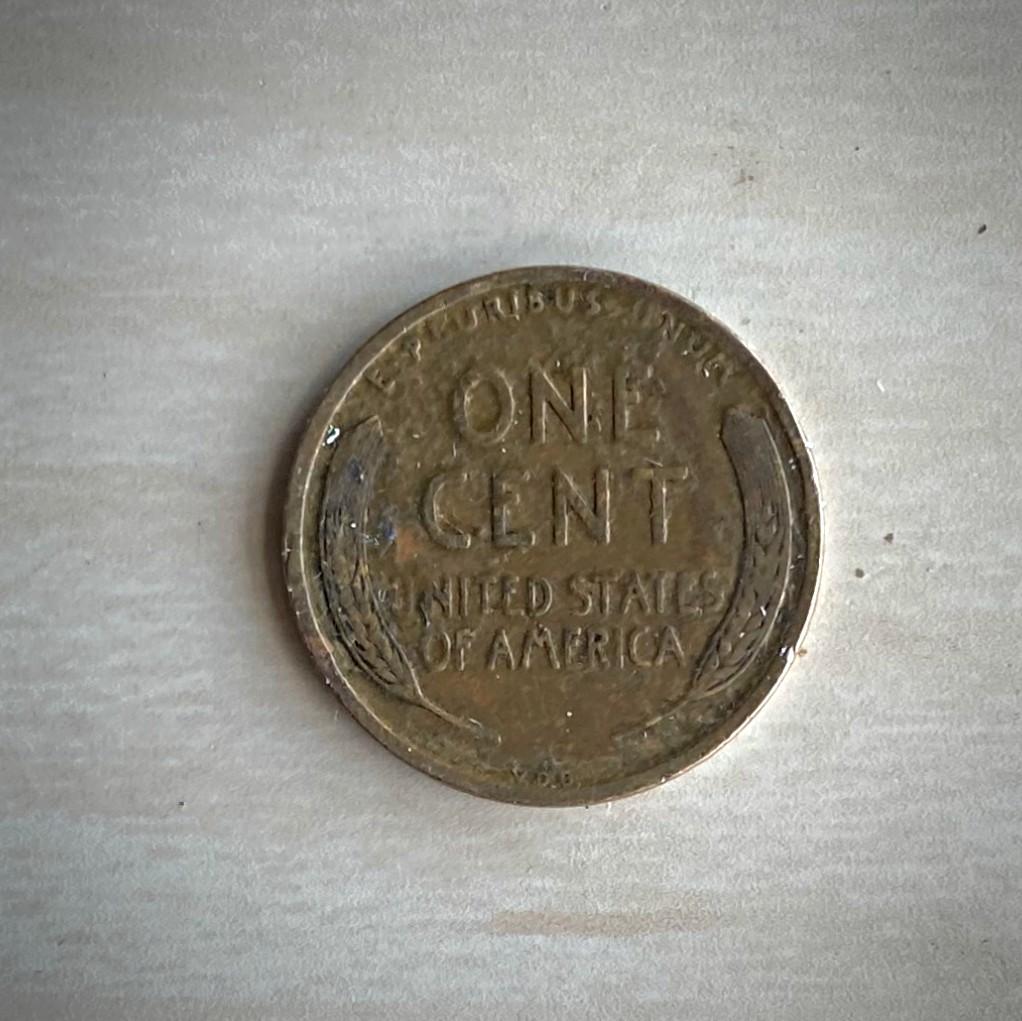 E·PLURIBUS·UNUM
ONE
CENT
UNITED STATES
OF AMERICA
V.D.B.